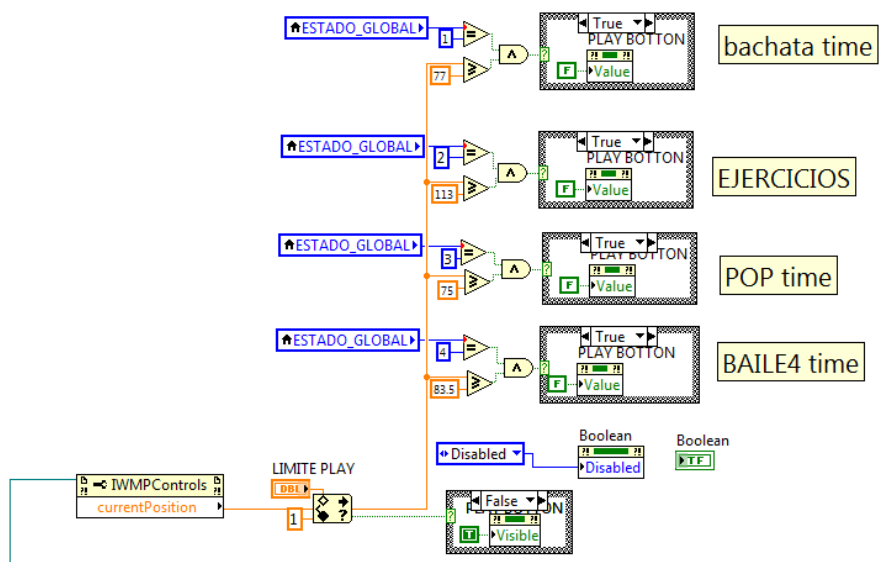 ESTADO_GLOBAL
1
77
True
PLAY BOTTON
F
Value
bachata time
ESTADO_GLOBAL
2
113
True
PLAY BOTTON
F
Value
EJERCICIOS
ESTADO_GLOBAL
3
75
True
PLAY BOTTON
F
Value
POP time
ESTADO_GLOBAL
4
83.5
True
PLAY BOTTON
F
Value
BAILE4 time
Disabled
Boolean
Disabled
Boolean
TF
IWMPControls
currentPosition
LIMITE PLAY
DBL
1
?
False
PLAY BOTTON
T
Visible